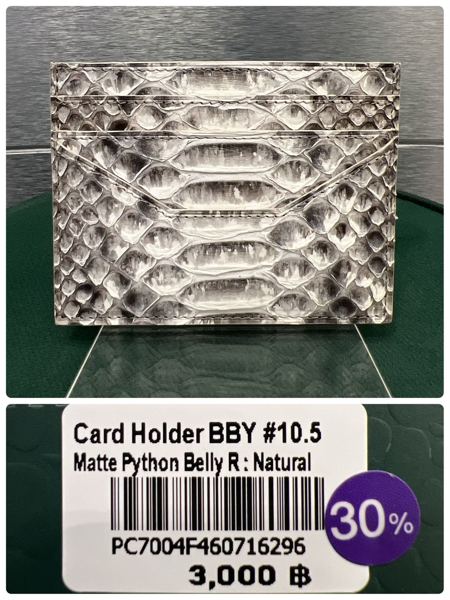 Card Holder BBY #10.5
Matte Python Belly R : Natural
PC7004F460716296
3,000 ฿
30%